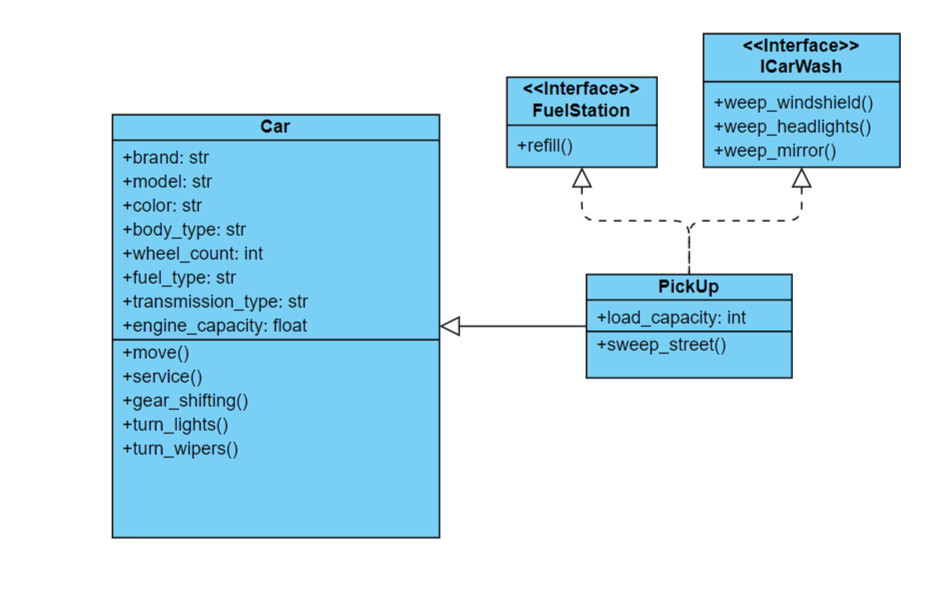 Car
+brand: str
+model: str
+color: str
+body_type: str
+wheel_count: int
+fuel_type: str
+transmission_type: str
+engine_capacity: float
+move()
+service()
+gear_shifting()
+turn_lights()
+turn_wipers()
<<Interface>>
FuelStation
+refill()
<<Interface>>
ICarWash
+weep_windshield()
+weep_headlights()
+weep_mirror()
PickUp
+load_capacity: int
+sweep_street()